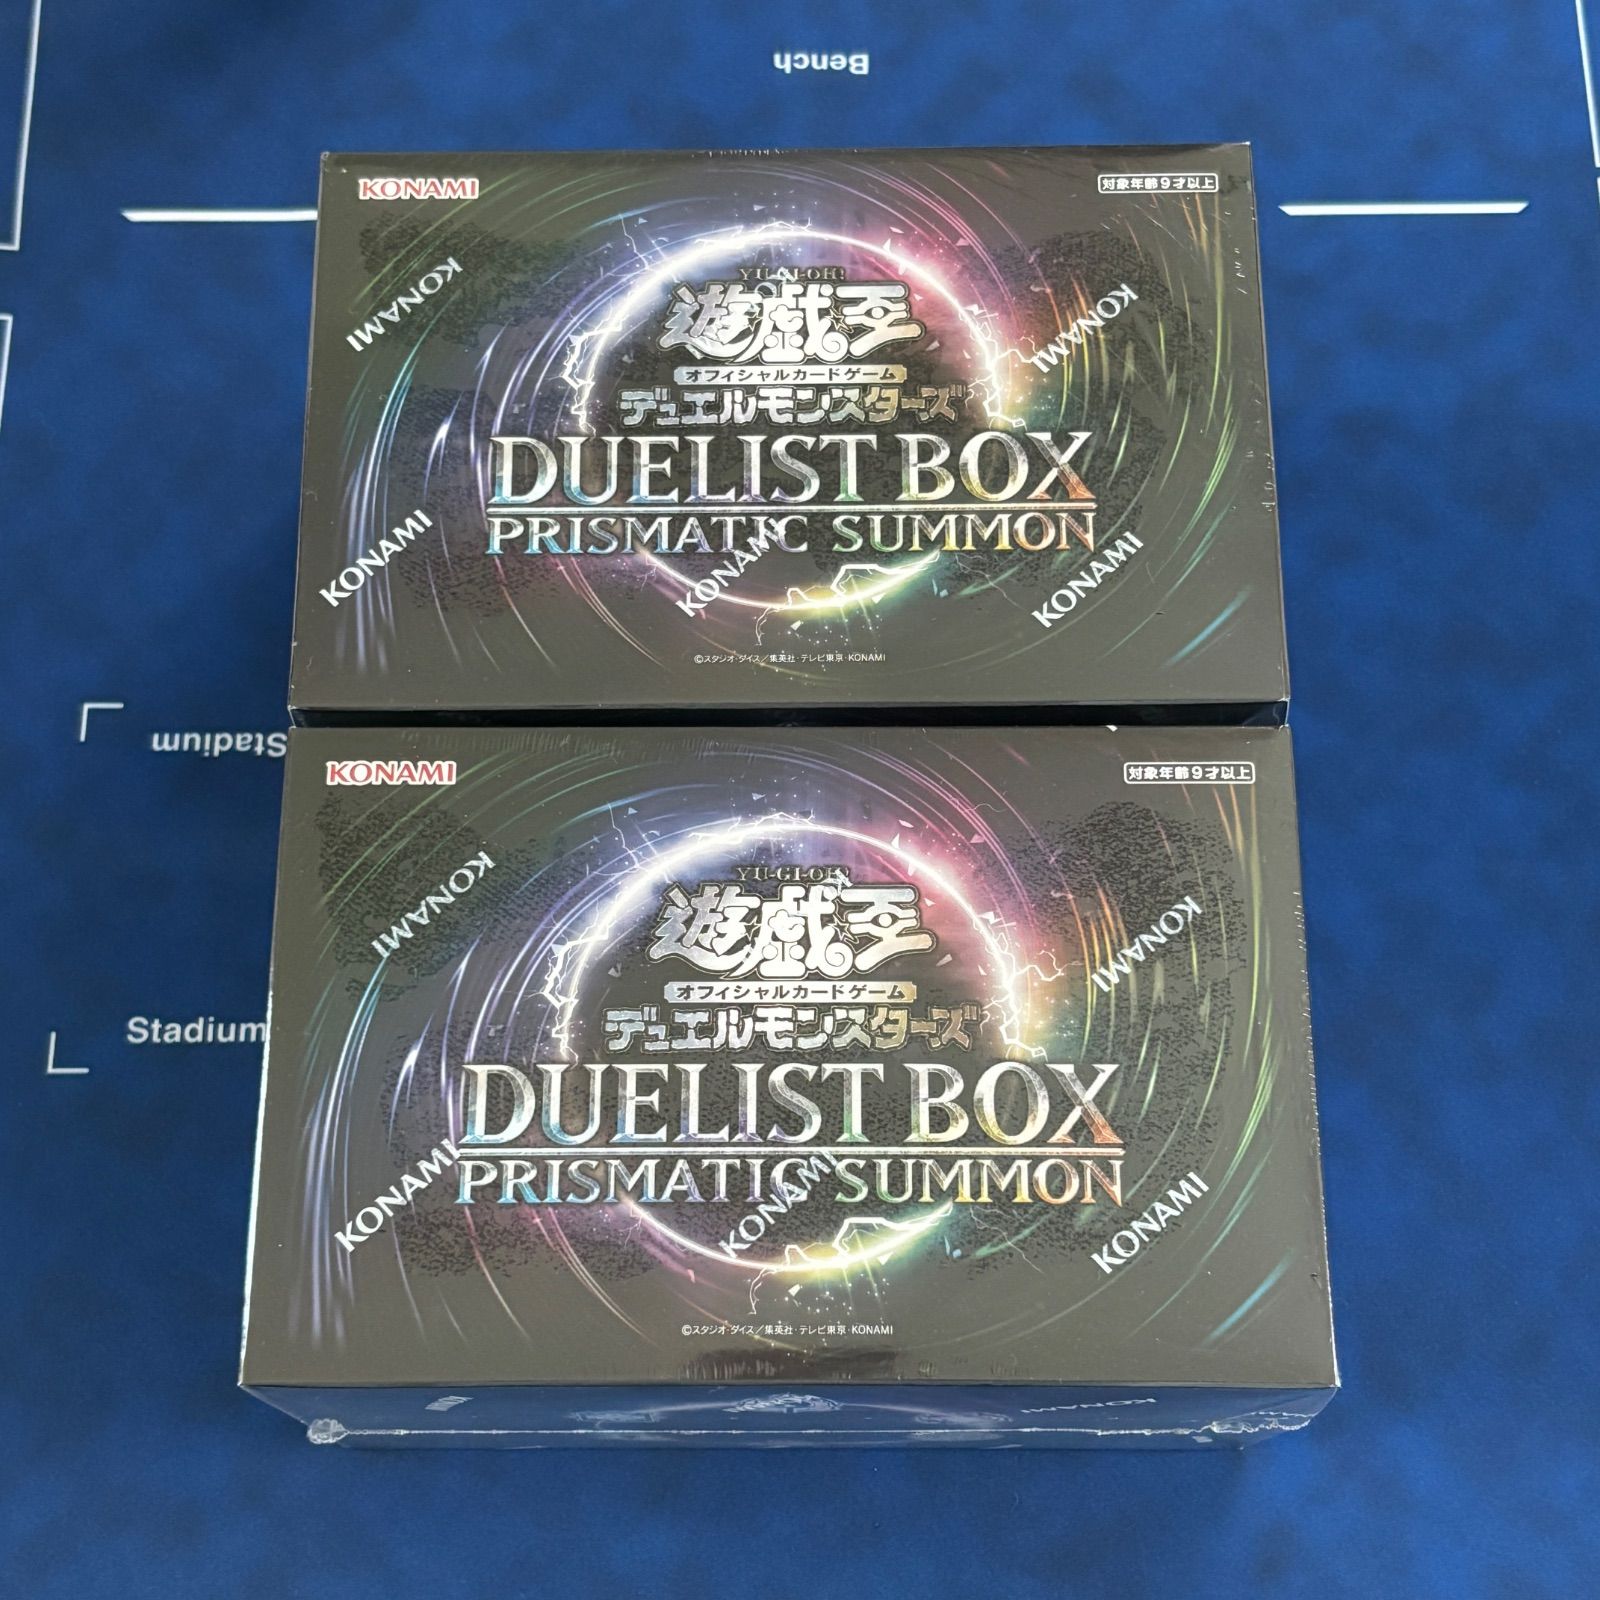 Bench
KONAMI
対象年齢9才以上
KONAMI
KONAMI
YU-GI-OH!
遊戯王
オフィシャルカードゲーム
デュエルモンスターズ
DUELIST BOX
PRISMATIC SUMMON
KONAMI
KONAMI
KONAMI
©スタジオ・ダイス/集英社・テレビ東京・KONAMI
Stadium
KONAMI
対象年齢9才以上
KONAMI
KONAMI
YU-GI-OH!
遊戯王
オフィシャルカードゲーム
デュエルモンスターズ
Stadium
DUELIST BOX
PRISMATIC SUMMON
KONAMI
KONAMI
KONAMI
©スタジオ・ダイス/集英社・テレビ東京・KONAMI
KONAMI